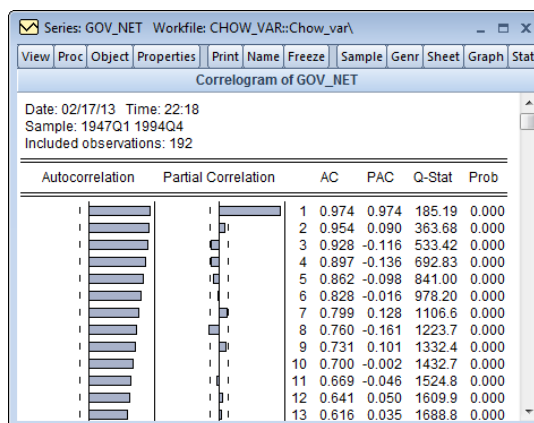 Series: GOV_NET Workfile: CHOW_VAR::Chow_var\
View Proc Object Properties Print Name Freeze Sample Genr Sheet Graph Stat
Correlogram of GOV_NET
Date: 02/17/13 Time: 22:18
Sample: 1947Q1 1994Q4
Included observations: 192
Autocorrelation Partial Correlation AC PAC Q-Stat Prob
1 0.974 0.974 185.19 0.000
2 0.954 0.090 363.68 0.000
3 0.928 -0.116 533.42 0.000
4 0.897 -0.136 692.83 0.000
5 0.862 -0.098 841.00 0.000
6 0.828 -0.016 978.20 0.000
7 0.799 0.128 1106.6 0.000
8 0.760 -0.161 1223.7 0.000
9 0.731 0.101 1332.4 0.000
10 0.700 -0.002 1432.7 0.000
11 0.669 -0.046 1524.8 0.000
12 0.641 0.050 1609.9 0.000
13 0.616 0.035 1688.8 0.000